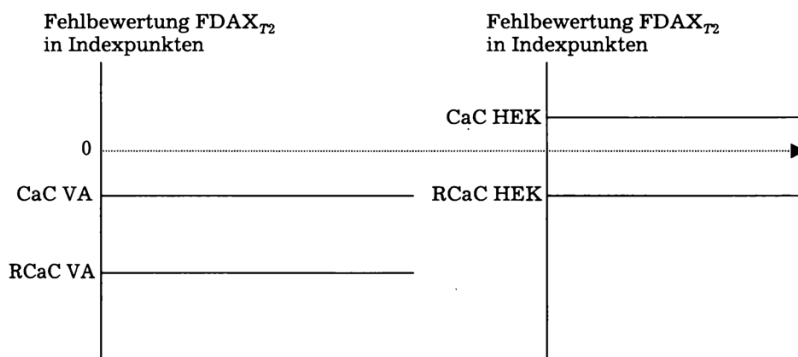 Fehlbewertung FDAX_T2
in Indexpunkten
0
CaC VA
RCaC VA
Fehlbewertung FDAX_T2
in Indexpunkten
CaC HEK
RCaC HEK